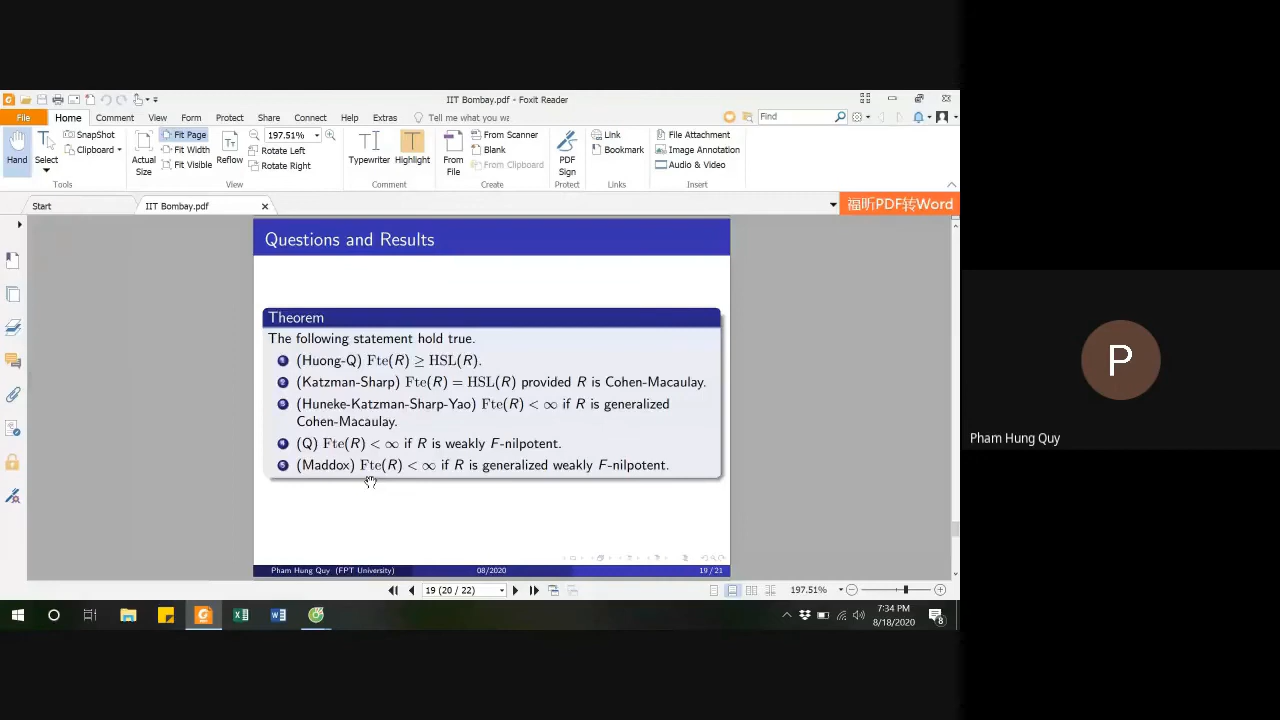 IIT Bombay.pdf - Foxit Reader
File Home Comment View Form Protect Share Connect Help Extras Tell me what you wa Find
Hand Select SnapShot Clipboard Actual Size Fit Page Fit Width Fit Visible Reflow 197.51% Rotate Left Rotate Right Typewriter Highlight From File From Scanner Blank From Clipboard PDF Sign Link Bookmark File Attachment Image Annotation Audio & Video
Tools View Comment Create Protect Links Insert
Start IIT Bombay.pdf 福昕PDF转Word
Questions and Results
Theorem
The following statement hold true.
1 (Huong-Q) Fte(R) ≥ HSL(R).
2 (Katzman-Sharp) Fte(R) = HSL(R) provided R is Cohen-Macaulay.
3 (Huneke-Katzman-Sharp-Yao) Fte(R) < ∞ if R is generalized
Cohen-Macaulay.
4 (Q) Fte(R) < ∞ if R is weakly F-nilpotent.
5 (Maddox) Fte(R) < ∞ if R is generalized weakly F-nilpotent.
Pham Hung Quy (FPT University) 08/2020 19 / 21
19 (20 / 22) 197.51%
7:34 PM
8/18/2020
8
P
Pham Hung Quy